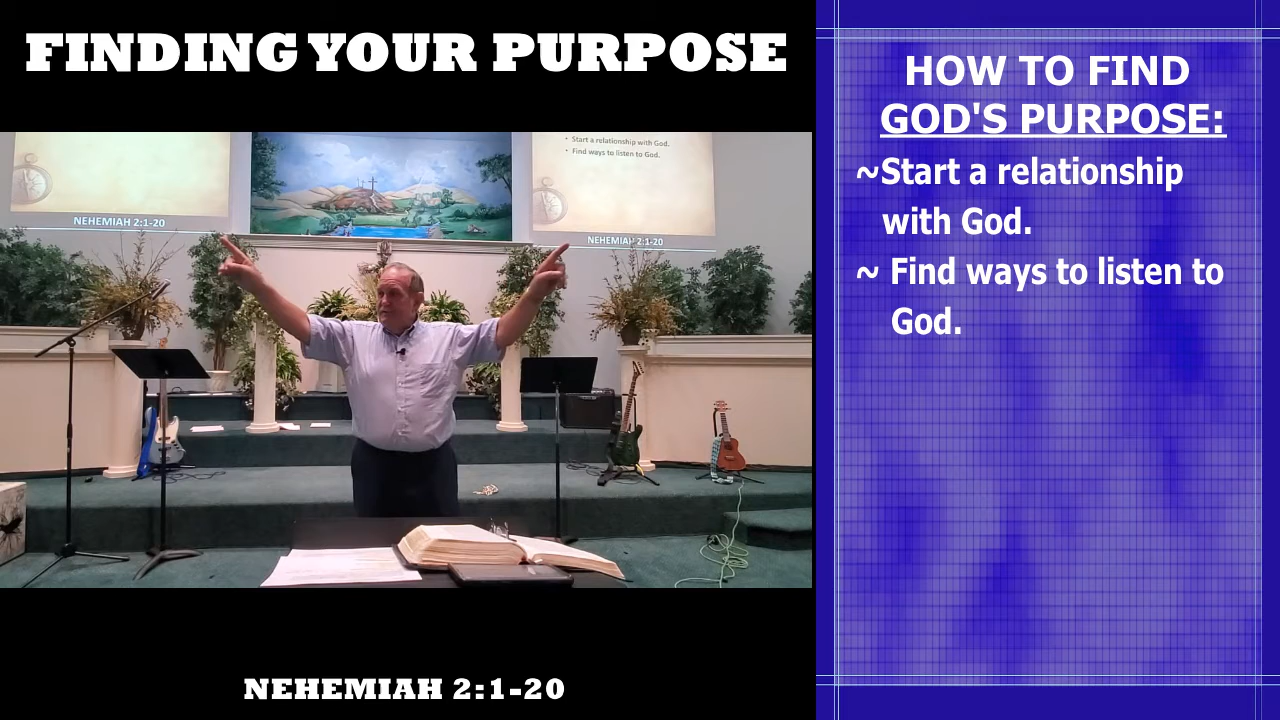 FINDING YOUR PURPOSE
• Start a relationship with God.
• Find ways to listen to God.
NEHEMIAH 2:1-20
NEHEMIAH 2:1-20
NEHEMIAH 2:1-20
HOW TO FIND
GOD'S PURPOSE:
~Start a relationship
with God.
~ Find ways to listen to
God.